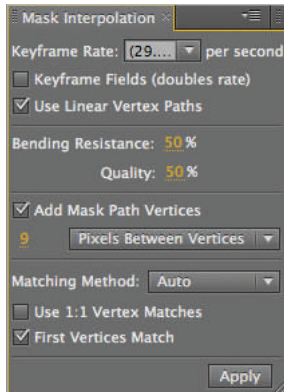 Mask Interpolation
Keyframe Rate: (29.... per second
Keyframe Fields (doubles rate)
Use Linear Vertex Paths
Bending Resistance: 50 %
Quality: 50 %
Add Mask Path Vertices
9 Pixels Between Vertices
Matching Method: Auto
Use 1:1 Vertex Matches
First Vertices Match
Apply